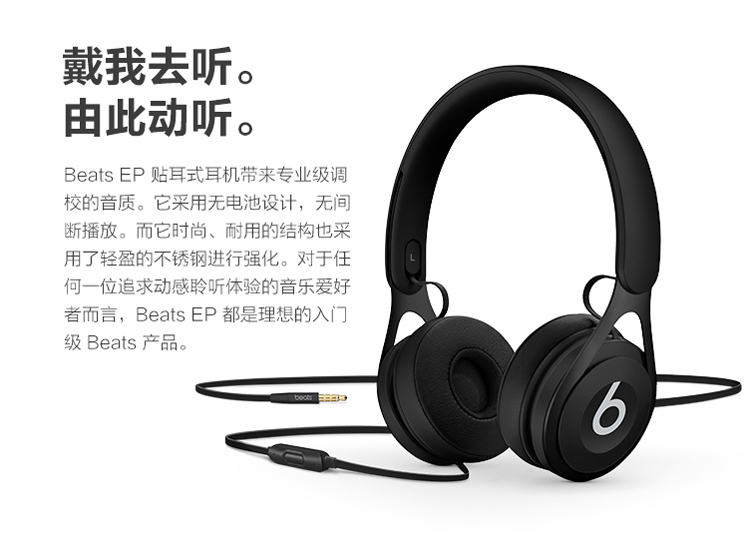 戴我去听。
由此动听。
Beats EP 贴耳式耳机带来专业级调
校的音质。它采用无电池设计，无间
断播放。而它时尚、耐用的结构也采
用了轻盈的不锈钢进行强化。对于任
何一位追求动感聆听体验的音乐爱好
者而言，Beats EP 都是理想的入门
级 Beats 产品。
L
beats
b